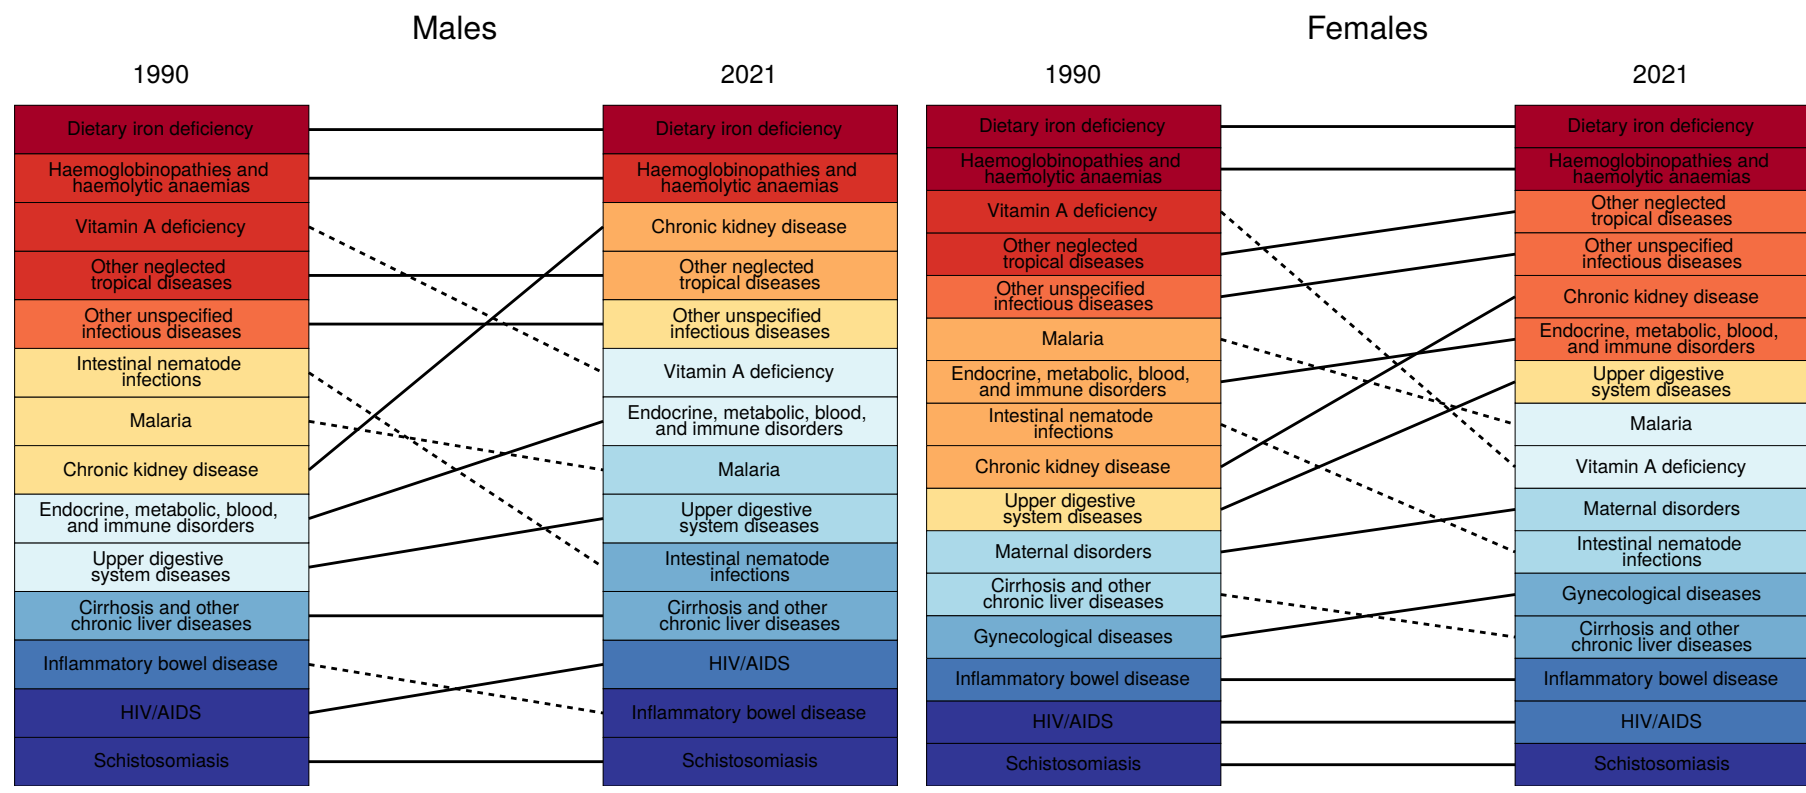 Males
1990
2021
Dietary iron deficiency
Haemoglobinopathies and
haemolytic anaemias
Vitamin A deficiency
Other neglected
tropical diseases
Other unspecified
infectious diseases
Intestinal nematode
infections
Malaria
Chronic kidney disease
Endocrine, metabolic, blood,
and immune disorders
Upper digestive
system diseases
Cirrhosis and other
chronic liver diseases
Inflammatory bowel disease
HIV/AIDS
Schistosomiasis
Dietary iron deficiency
Haemoglobinopathies and
haemolytic anaemias
Chronic kidney disease
Other neglected
tropical diseases
Other unspecified
infectious diseases
Vitamin A deficiency
Endocrine, metabolic, blood,
and immune disorders
Malaria
Upper digestive
system diseases
Intestinal nematode
infections
Cirrhosis and other
chronic liver diseases
HIV/AIDS
Inflammatory bowel disease
Schistosomiasis
Females
1990
2021
Dietary iron deficiency
Haemoglobinopathies and
haemolytic anaemias
Vitamin A deficiency
Other neglected
tropical diseases
Other unspecified
infectious diseases
Malaria
Endocrine, metabolic, blood,
and immune disorders
Intestinal nematode
infections
Chronic kidney disease
Upper digestive
system diseases
Maternal disorders
Cirrhosis and other
chronic liver diseases
Gynecological diseases
Inflammatory bowel disease
HIV/AIDS
Schistosomiasis
Dietary iron deficiency
Haemoglobinopathies and
haemolytic anaemias
Other neglected
tropical diseases
Other unspecified
infectious diseases
Chronic kidney disease
Endocrine, metabolic, blood,
and immune disorders
Upper digestive
system diseases
Malaria
Vitamin A deficiency
Maternal disorders
Intestinal nematode
infections
Gynecological diseases
Cirrhosis and other
chronic liver diseases
Inflammatory bowel disease
HIV/AIDS
Schistosomiasis